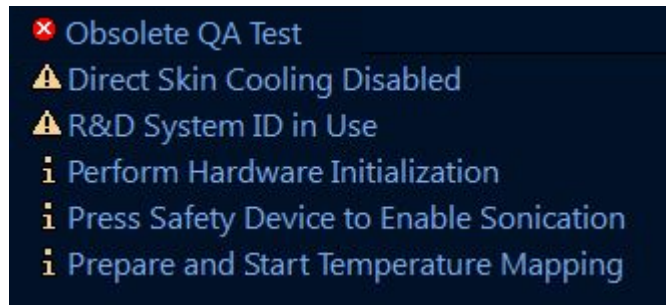 Obsolete QA Test
Direct Skin Cooling Disabled
R&D System ID in Use
Perform Hardware Initialization
Press Safety Device to Enable Sonication
Prepare and Start Temperature Mapping